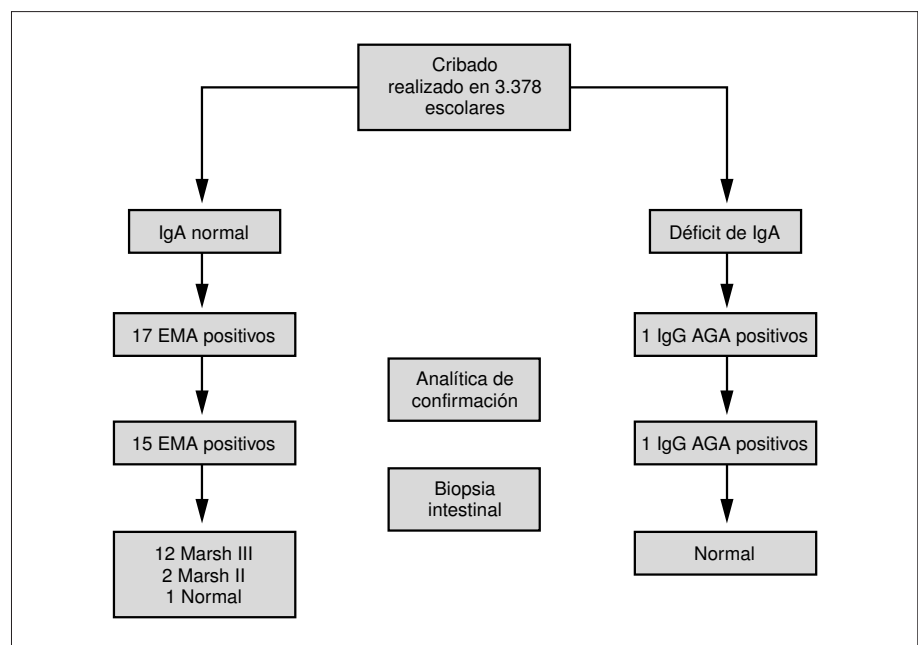 Cribado
realizado en 3.378
escolares
IgA normal
Déficit de IgA
17 EMA positivos
1 IgG AGA positivos
Analítica de
confirmación
15 EMA positivos
1 IgG AGA positivos
Biopsia
intestinal
12 Marsh III
2 Marsh II
1 Normal
Normal